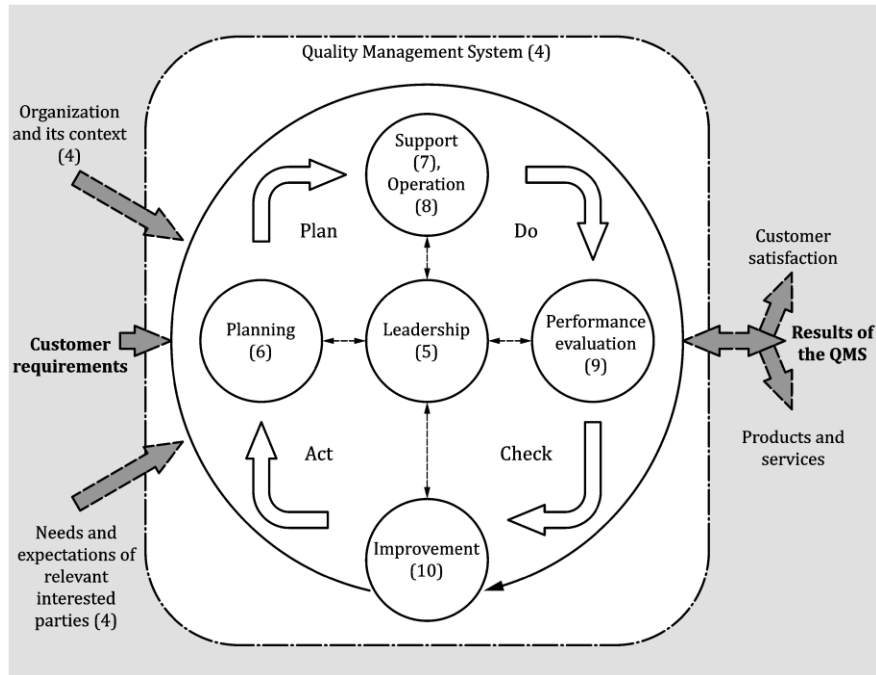 Quality Management System (4)
Organization
and its context
(4)
Support
(7),
Operation
(8)
Plan
Do
Customer
satisfaction
Customer
requirements
Planning
(6)
Leadership
(5)
Performance
evaluation
(9)
Results of
the QMS
Act
Check
Products and
services
Needs and
expectations of
relevant
interested
parties (4)
Improvement
(10)